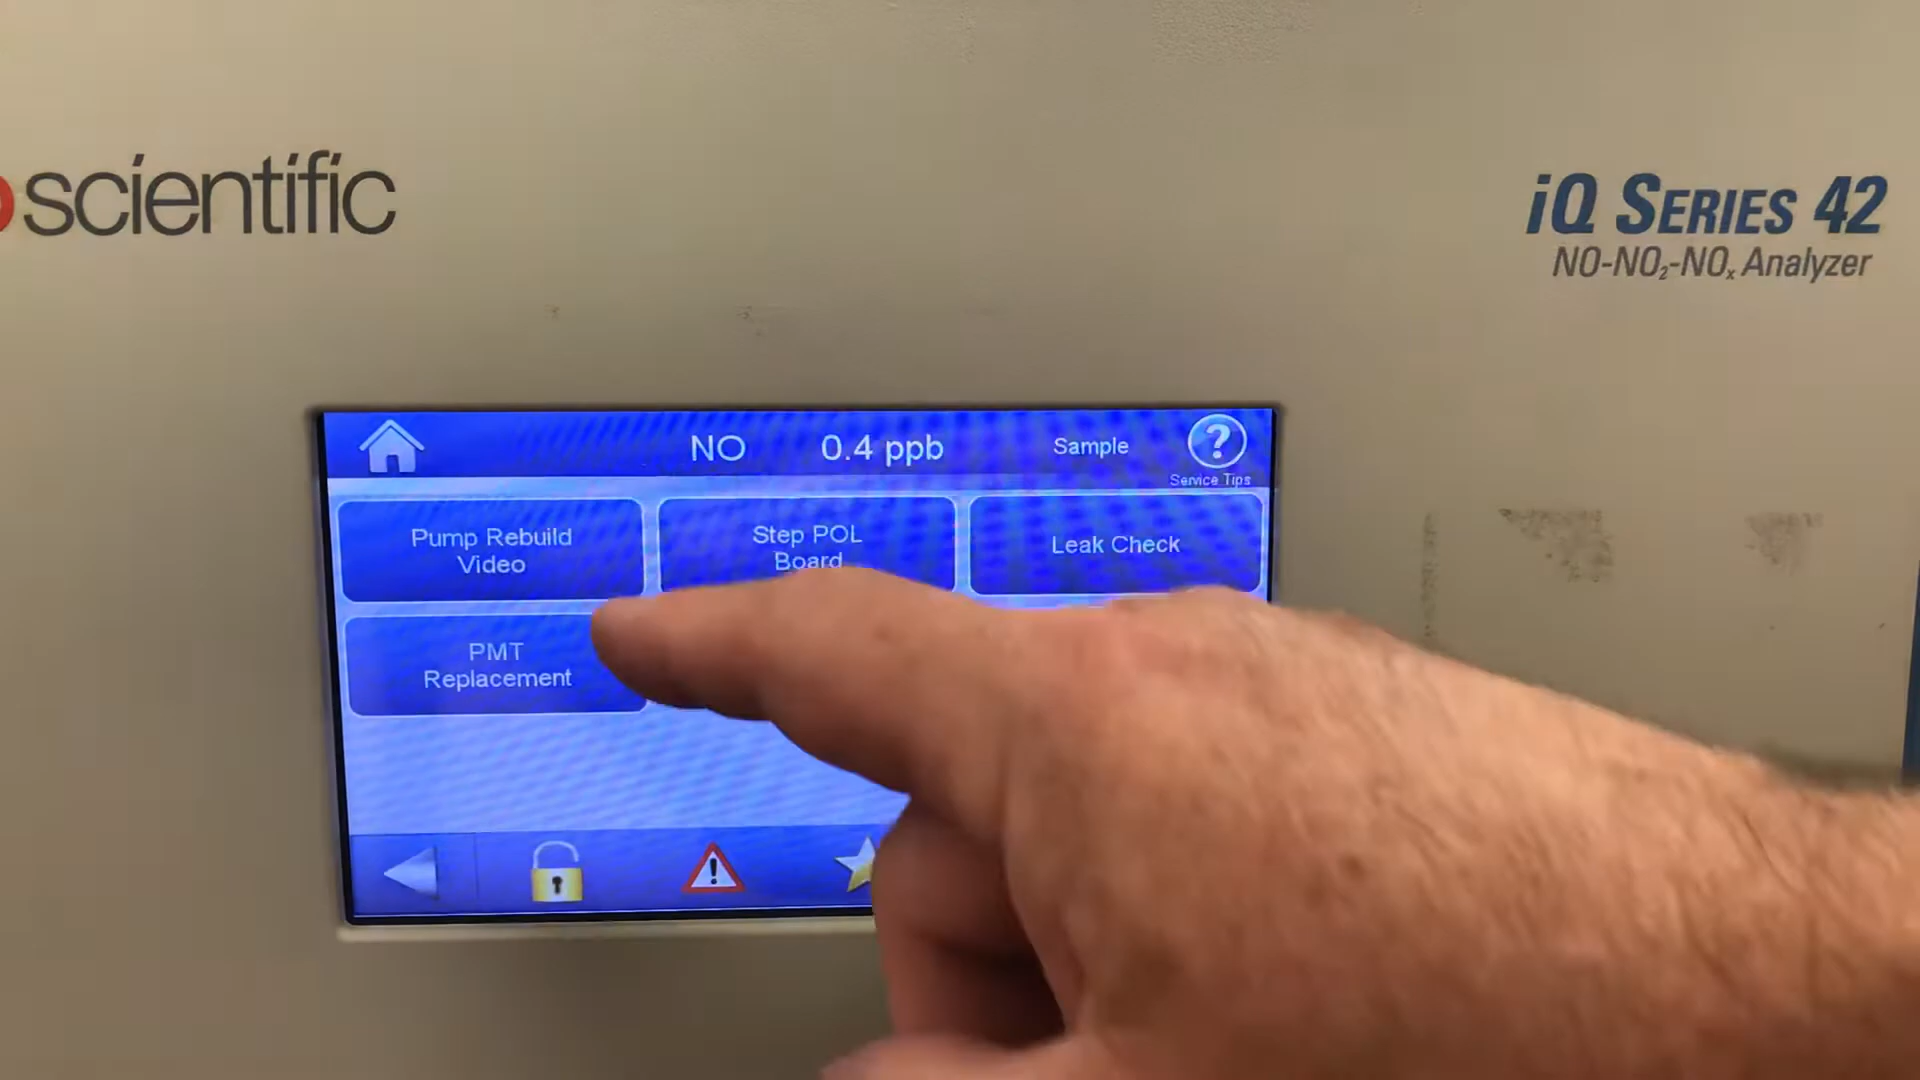 scientific
iQ SERIES 42
NO-NO₂-NOₓ Analyzer
NO 0.4 ppb Sample ?
Service Tips
Pump Rebuild
Video
Step POL
Board
Leak Check
PMT
Replacement